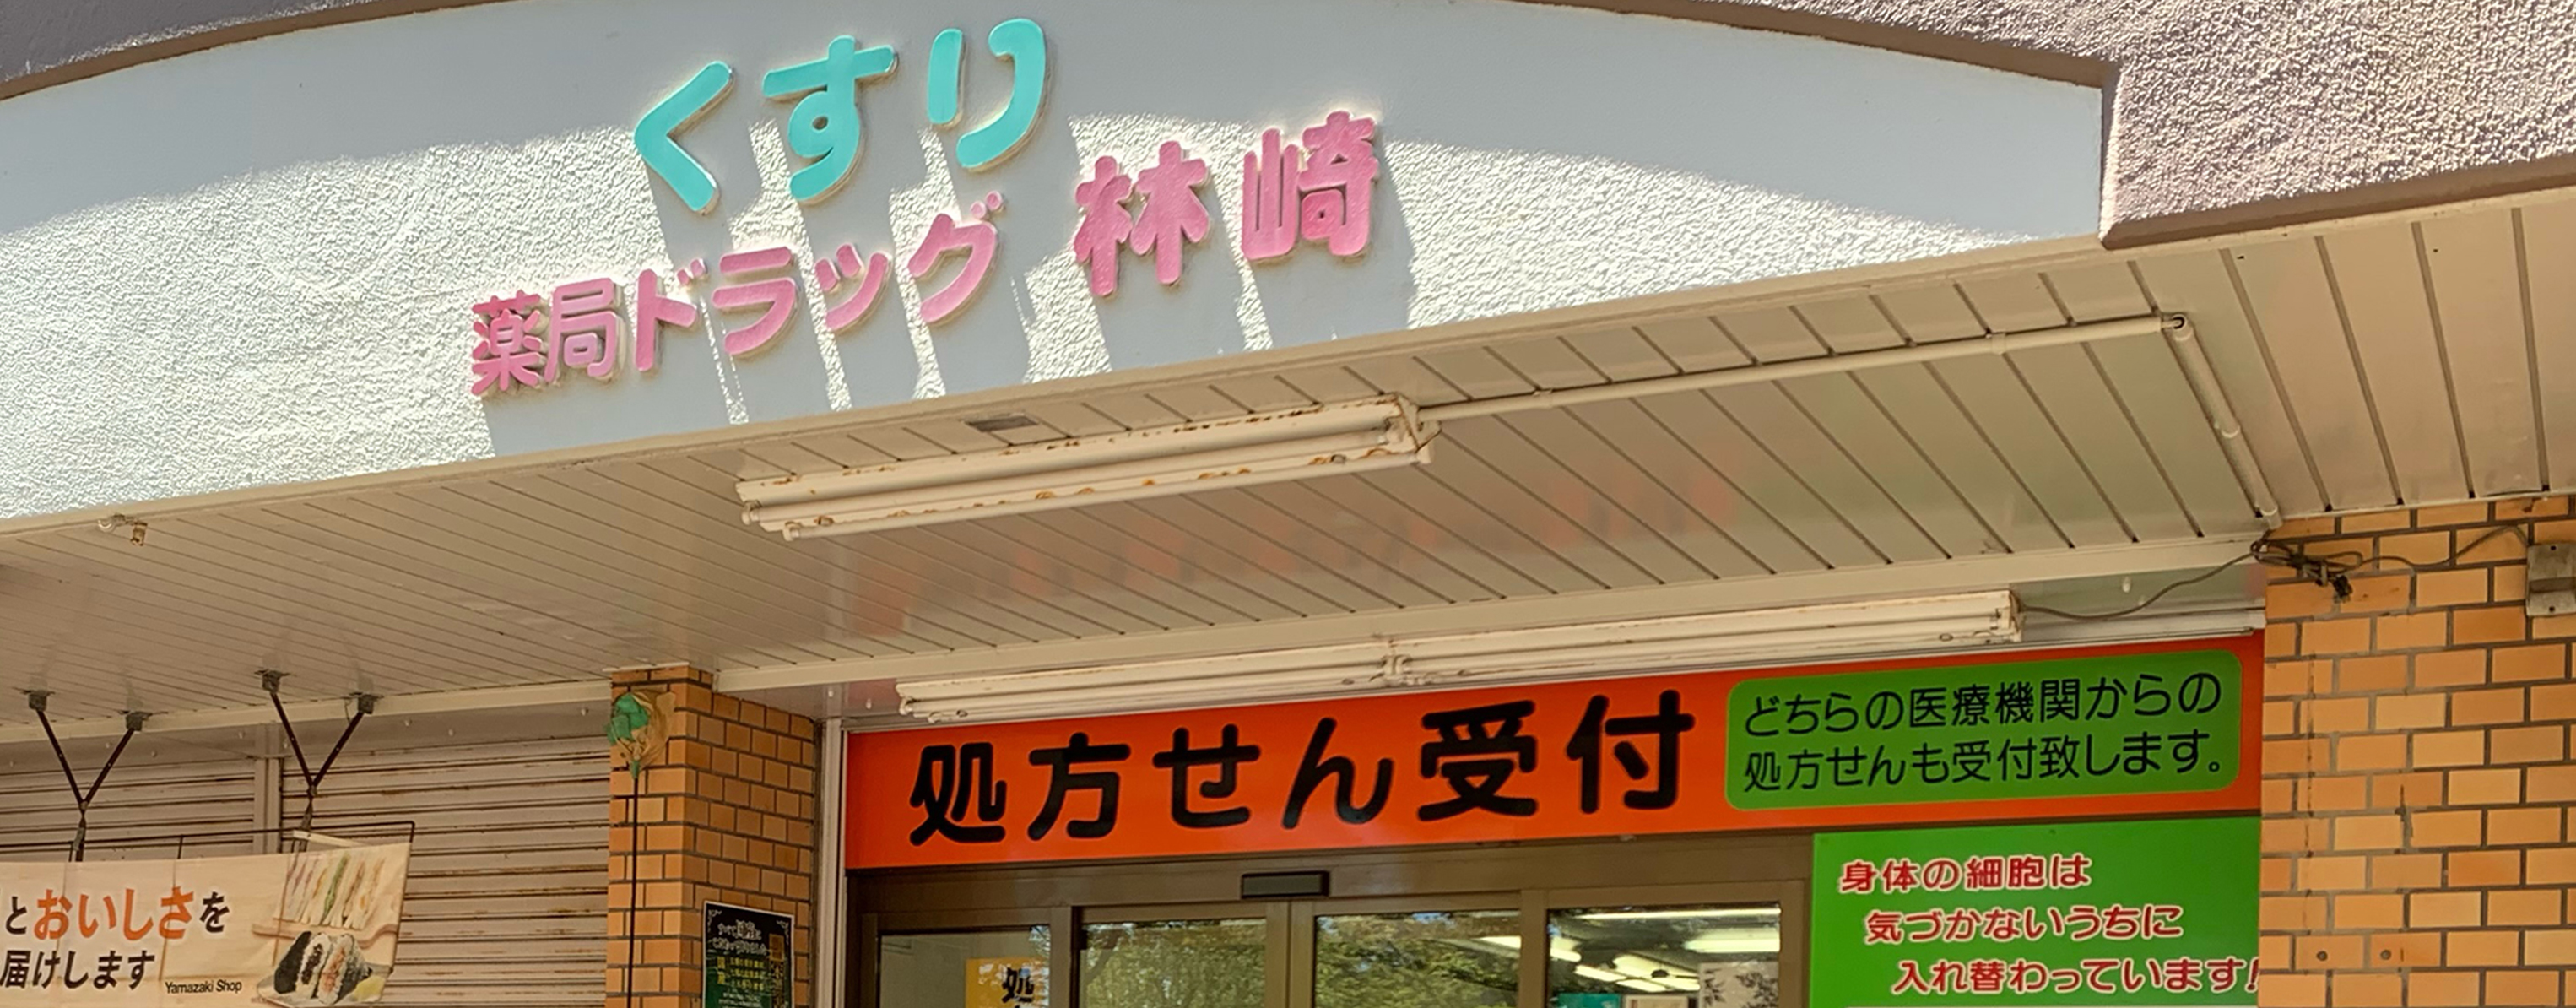 くすり
薬局ドラッグ 林崎
処方せん受付
どちらの医療機関からの
処方せんも受付致します。
身体の細胞は
気づかないうちに
入れ替わっています!
とおいしさを
届けします
Yamazaki Shop
処